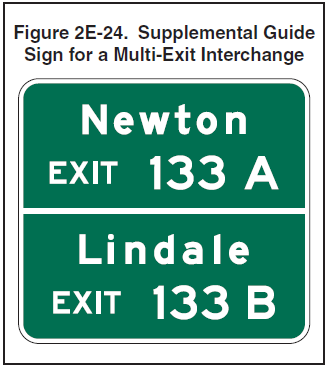 Figure 2E-24. Supplemental Guide
Sign for a Multi-Exit Interchange
Newton
EXIT 133 A
Lindale
EXIT 133 B